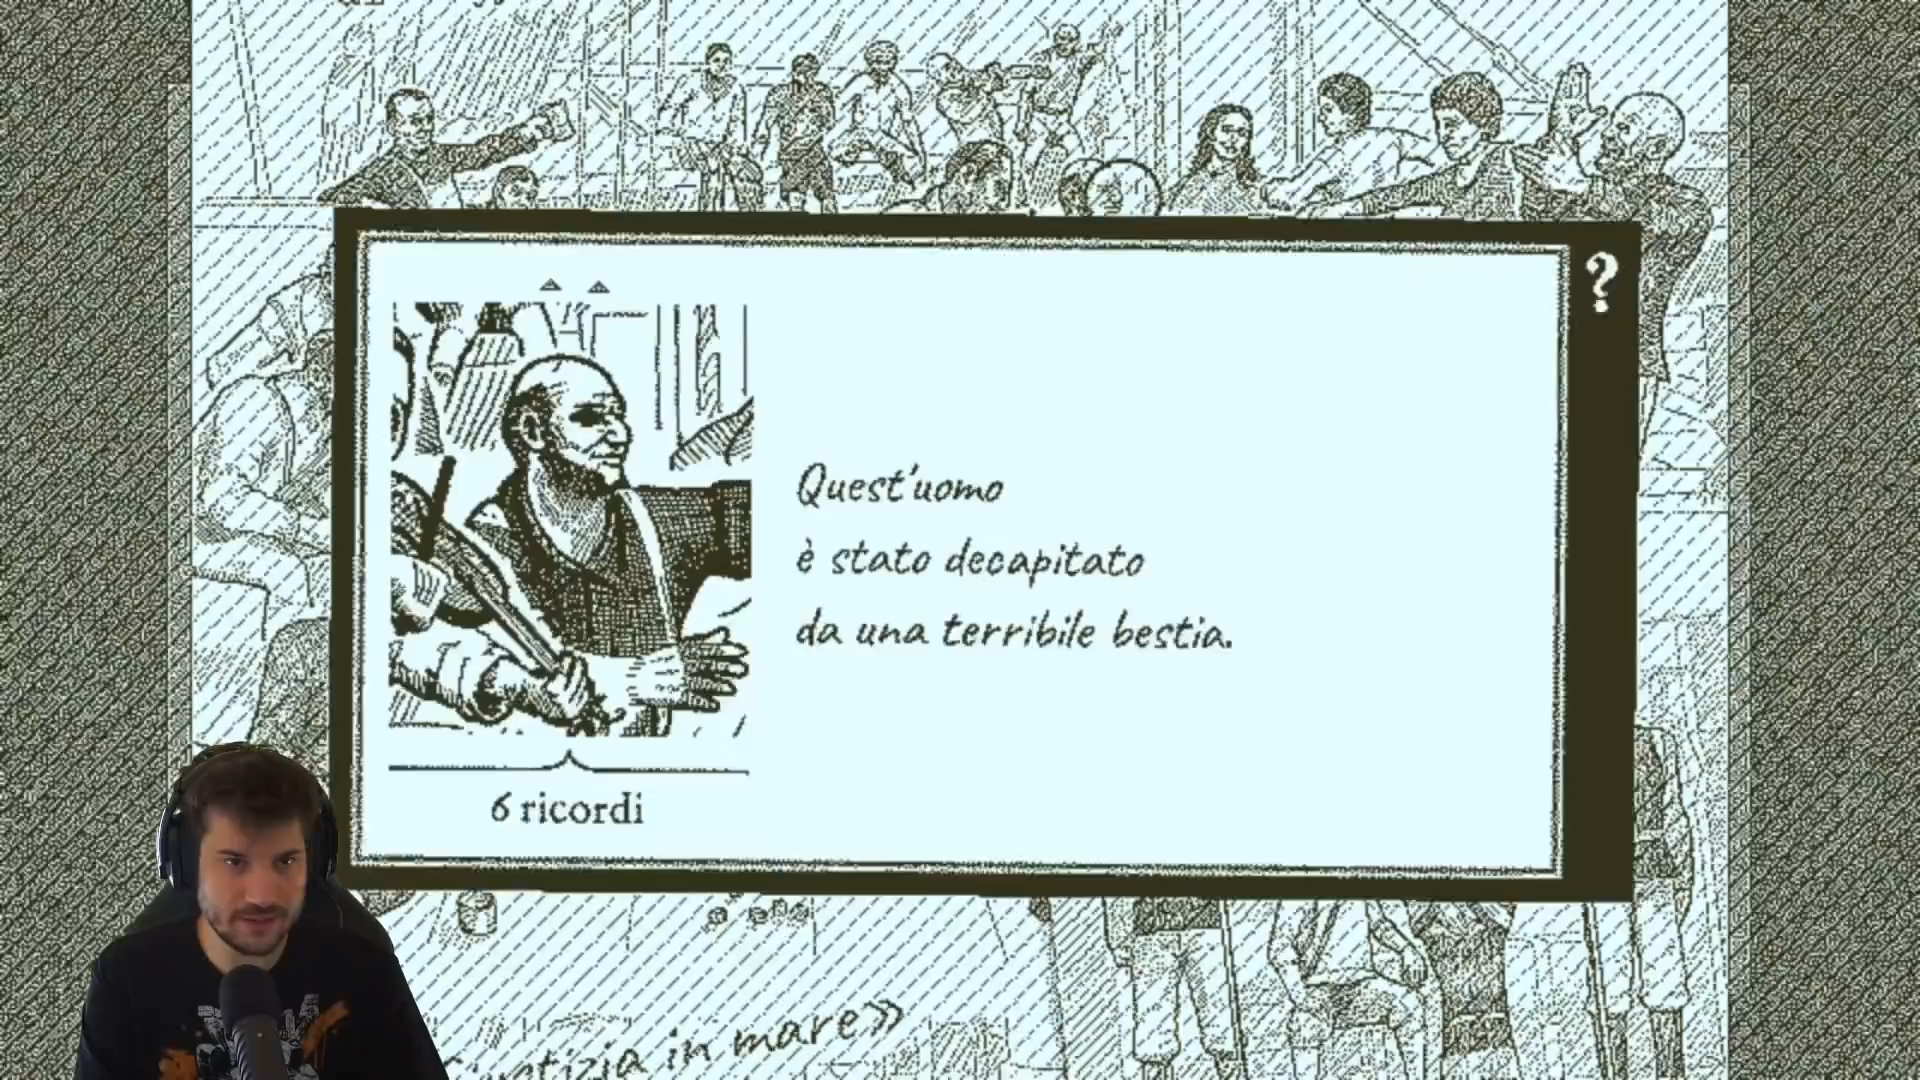 ?
Quest'uomo
è stato decapitato
da una terribile bestia.
6 ricordi
in mare»